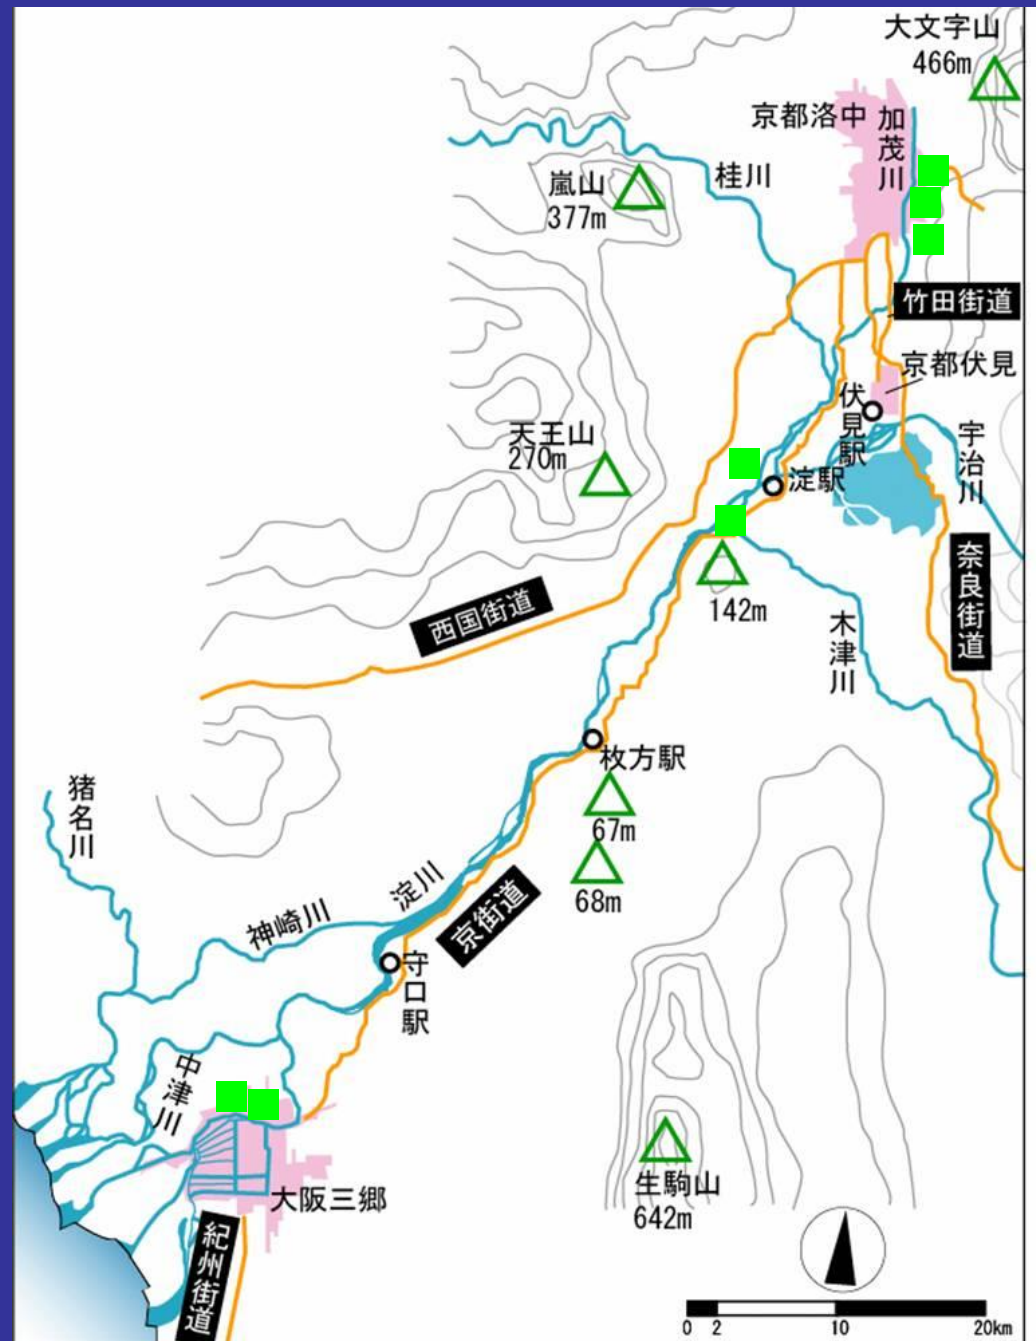 大文字山
466m
京都洛中
加茂川
嵐山
377m
桂川
竹田街道
京都伏見
伏見駅
天王山
270m
淀駅
宇治川
奈良街道
西国街道
142m
木津川
枚方駅
67m
猪名川
淀川
68m
京街道
神崎川
守口駅
中津川
生駒山
642m
大阪三郷
紀州街道
0 2 10 20km